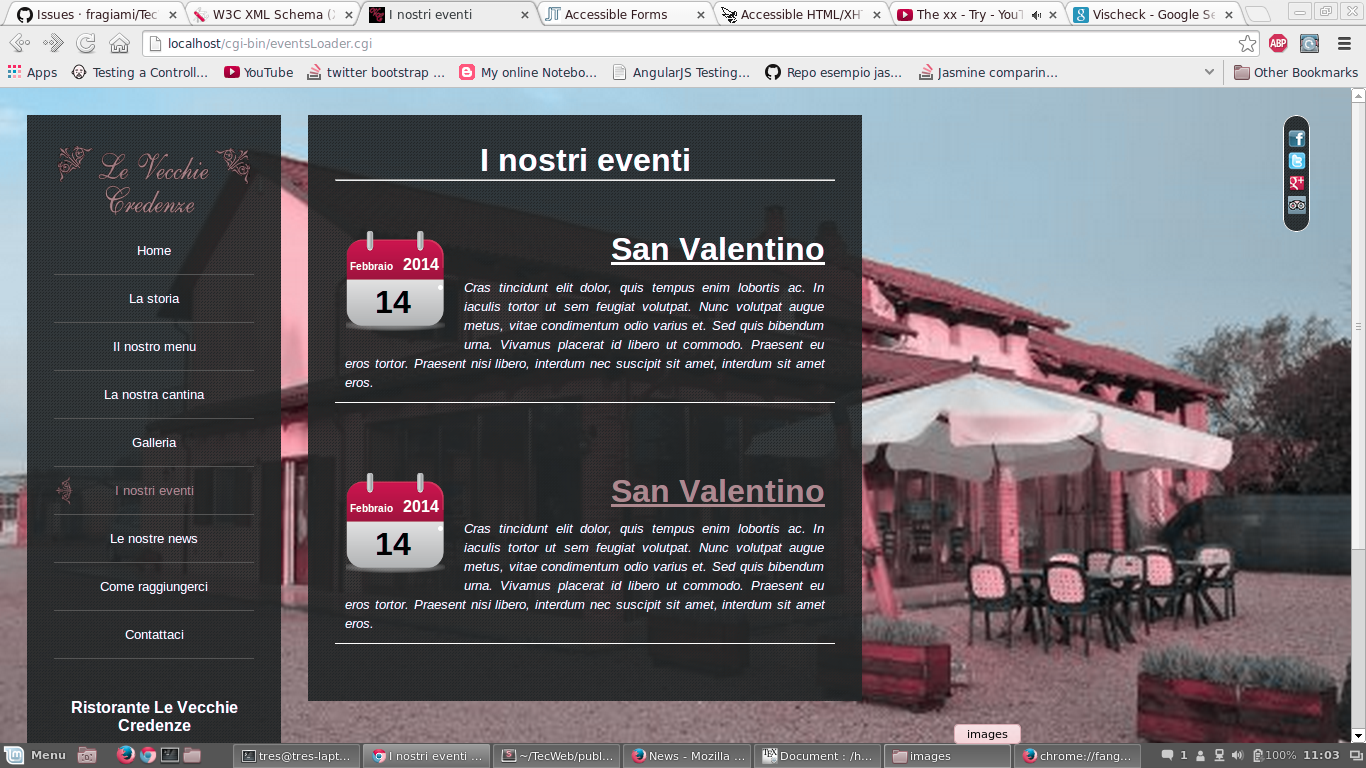 Issues · fragiami/Tec
W3C XML Schema (
I nostri eventi
Accessible Forms
Accessible HTML/XH
The xx - Try - YouT
Vischeck - Google Se
localhost/cgi-bin/eventsLoader.cgi
ABP
Apps
Testing a Controll...
YouTube
twitter bootstrap ...
My online Notebo...
AngularJS Testing...
Repo esempio jas...
Jasmine comparin...
Other Bookmarks
Le Vecchie
Credenze
Home
La storia
Il nostro menu
La nostra cantina
Galleria
I nostri eventi
Le nostre news
Come raggiungerci
Contattaci
Ristorante Le Vecchie
Credenze
I nostri eventi
Febbraio 2014
14
San Valentino
Cras tincidunt elit dolor, quis tempus enim lobortis ac. In
iaculis tortor ut sem feugiat volutpat. Nunc volutpat augue
metus, vitae condimentum odio varius et. Sed quis bibendum
urna. Vivamus placerat id libero ut commodo. Praesent eu
eros tortor. Praesent nisi libero, interdum nec suscipit sit amet, interdum sit amet
eros.
Febbraio 2014
14
San Valentino
Cras tincidunt elit dolor, quis tempus enim lobortis ac. In
iaculis tortor ut sem feugiat volutpat. Nunc volutpat augue
metus, vitae condimentum odio varius et. Sed quis bibendum
urna. Vivamus placerat id libero ut commodo. Praesent eu
eros tortor. Praesent nisi libero, interdum nec suscipit sit amet, interdum sit amet
eros.
images
Menu
tres@tres-lapt...
I nostri eventi ...
~/TecWeb/publ...
News - Mozilla ...
Document : /h...
images
chrome://fang...
1
100%
11:03